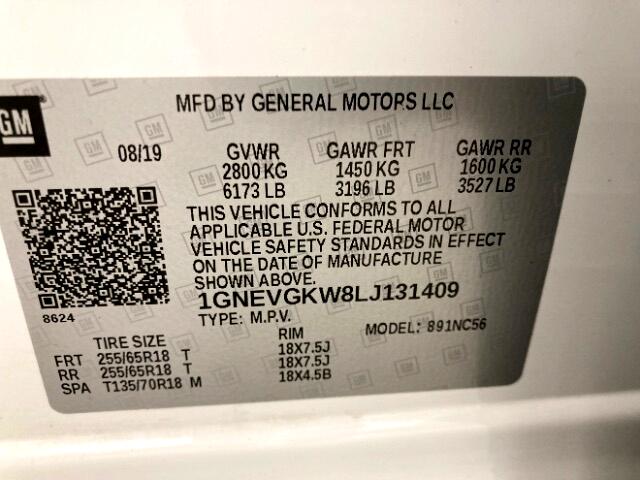 GM
MFD BY GENERAL MOTORS LLC
08/19 GVWR GAWR FRT GAWR RR
2800 KG 1450 KG 1600 KG
6173 LB 3196 LB 3527 LB
THIS VEHICLE CONFORMS TO ALL
APPLICABLE U.S. FEDERAL MOTOR
VEHICLE SAFETY STANDARDS IN EFFECT
ON THE DATE OF MANUFACTURE
SHOWN ABOVE.
1GNEVGKW8LJ131409
8624
TYPE: M.P.V. MODEL: 891NC56
TIRE SIZE RIM
FRT 255/65R18 T 18X7.5J
RR 255/65R18 T 18X7.5J
SPA T135/70R18 M 18X4.5B